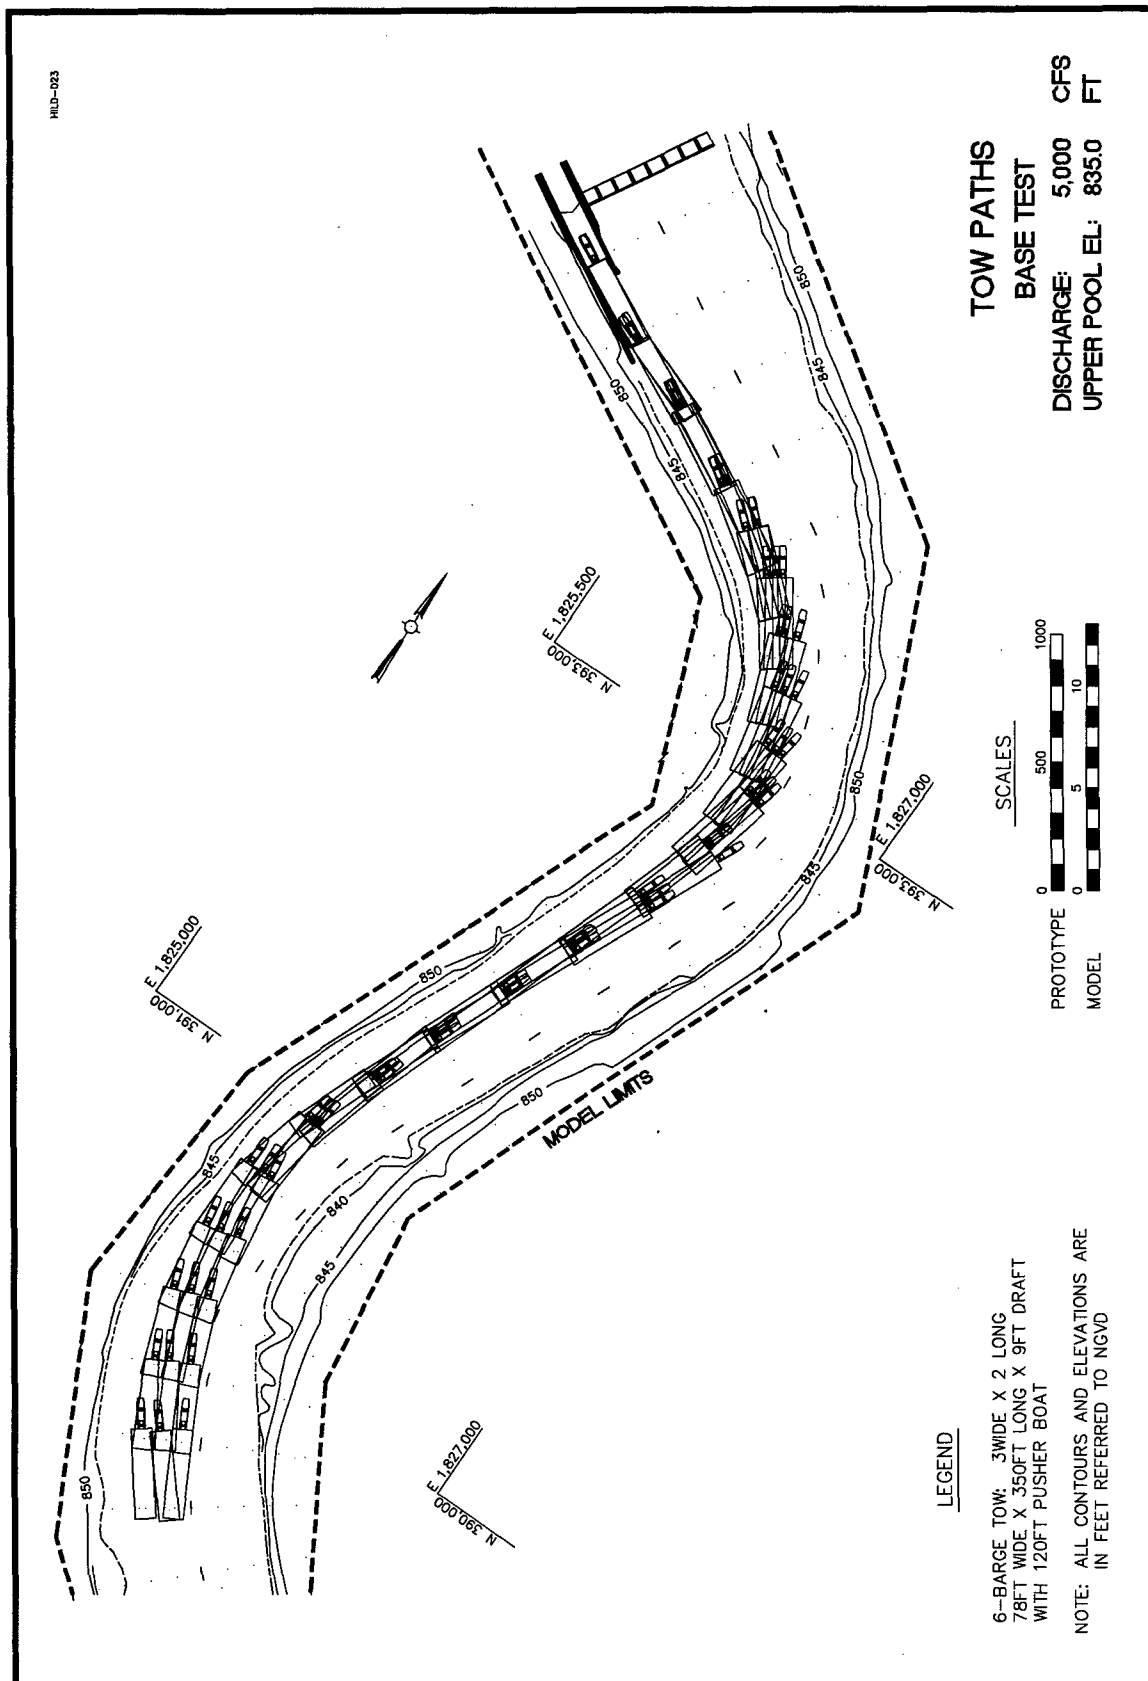 HILD-D23
TOW PATHS
BASE TEST
DISCHARGE: 5,000 CFS
UPPER POOL EL: 835.0 FT
850
845
850
845
E 1,825,500
N 393,000
SCALES
PROTOTYPE 0 500 1000
MODEL 0 5 10
850
845
E 1,827,000
N 393,000
E 1,825,000
N 391,000
850
850
MODEL LIMITS
845
840
845
850
E 1,827,000
N 390,000
LEGEND
6-BARGE TOW: 3WIDE X 2 LONG
78FT WIDE X 350FT LONG X 9FT DRAFT
WITH 120FT PUSHER BOAT
NOTE: ALL CONTOURS AND ELEVATIONS ARE
IN FEET REFERRED TO NGVD